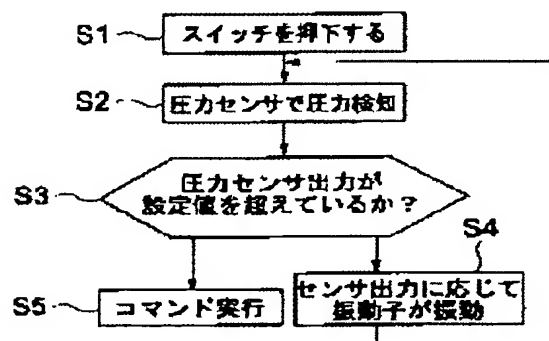 S1
スイッチを押下する
S2
圧力センサで圧力検知
S3
圧力センサ出力が
設定値を超えているか？
S4
センサ出力に応じて
振動子が振動
S5
コマンド実行